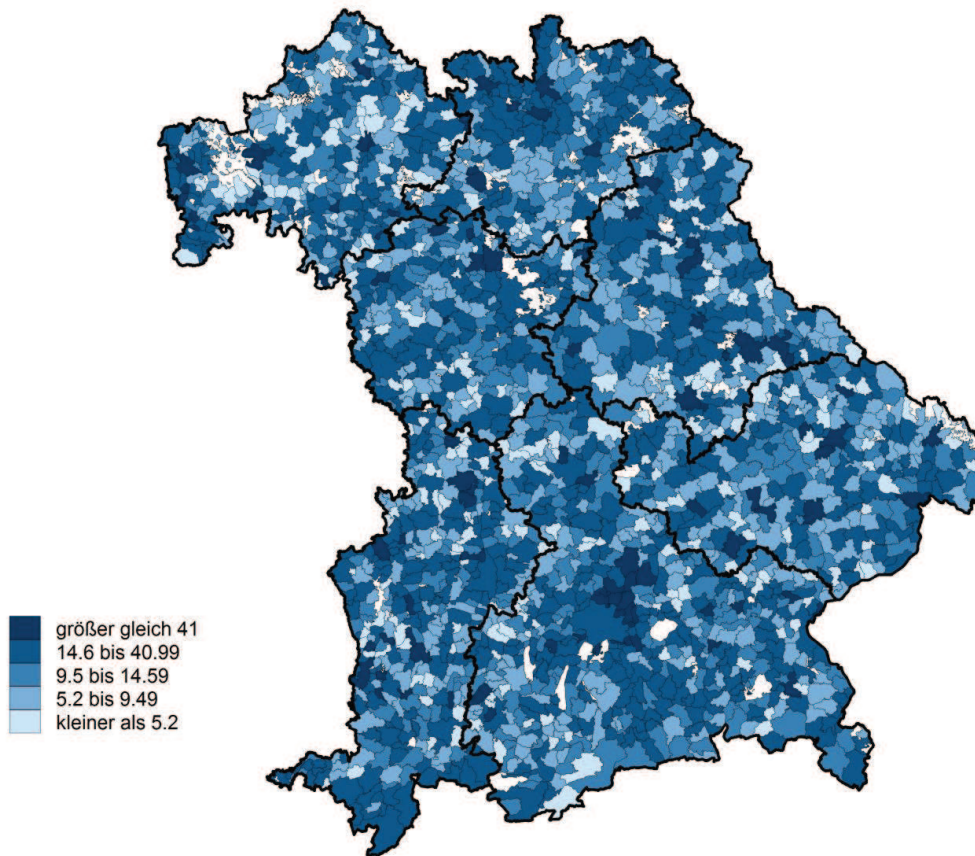 größer gleich 41
14.6 bis 40.99
9.5 bis 14.59
5.2 bis 9.49
kleiner als 5.2